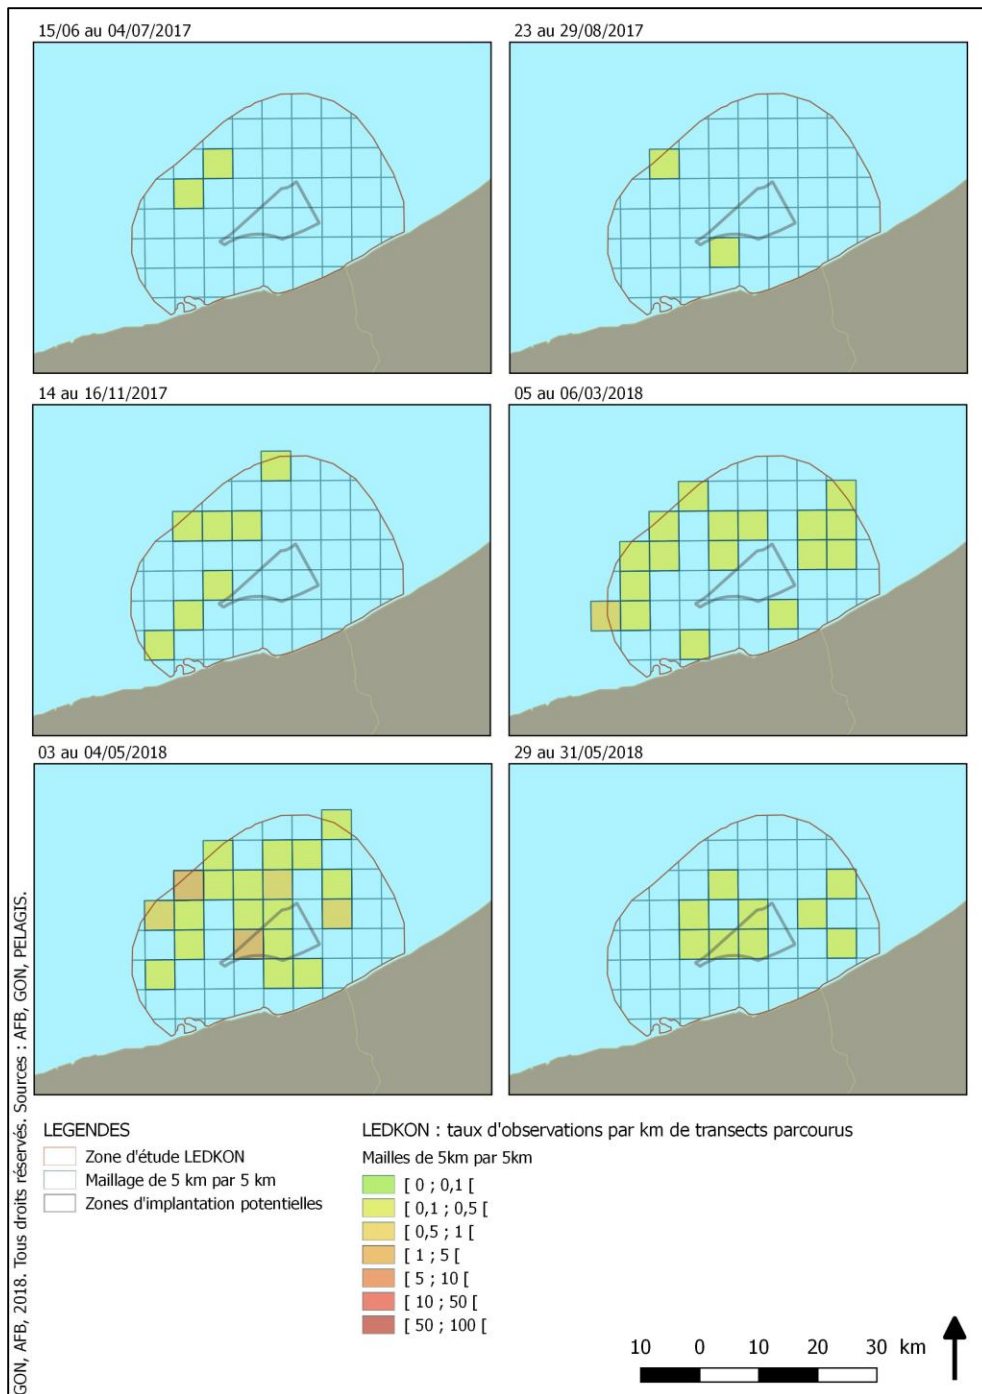 15/06 au 04/07/2017
23 au 29/08/2017
14 au 16/11/2017
05 au 06/03/2018
03 au 04/05/2018
29 au 31/05/2018
GON, AFB, 2018. Tous droits réservés. Sources : AFB, GON, PELAGIS.
LEGENDES
Zone d'étude LEDKON
Maillage de 5 km par 5 km
Zones d'implantation potentielles
LEDKON : taux d'observations par km de transects parcourus
Mailles de 5km par 5km
[ 0 ; 0,1 [
[ 0,1 ; 0,5 [
[ 0,5 ; 1 [
[ 1 ; 5 [
[ 5 ; 10 [
[ 10 ; 50 [
[ 50 ; 100 [
10 0 10 20 30 km